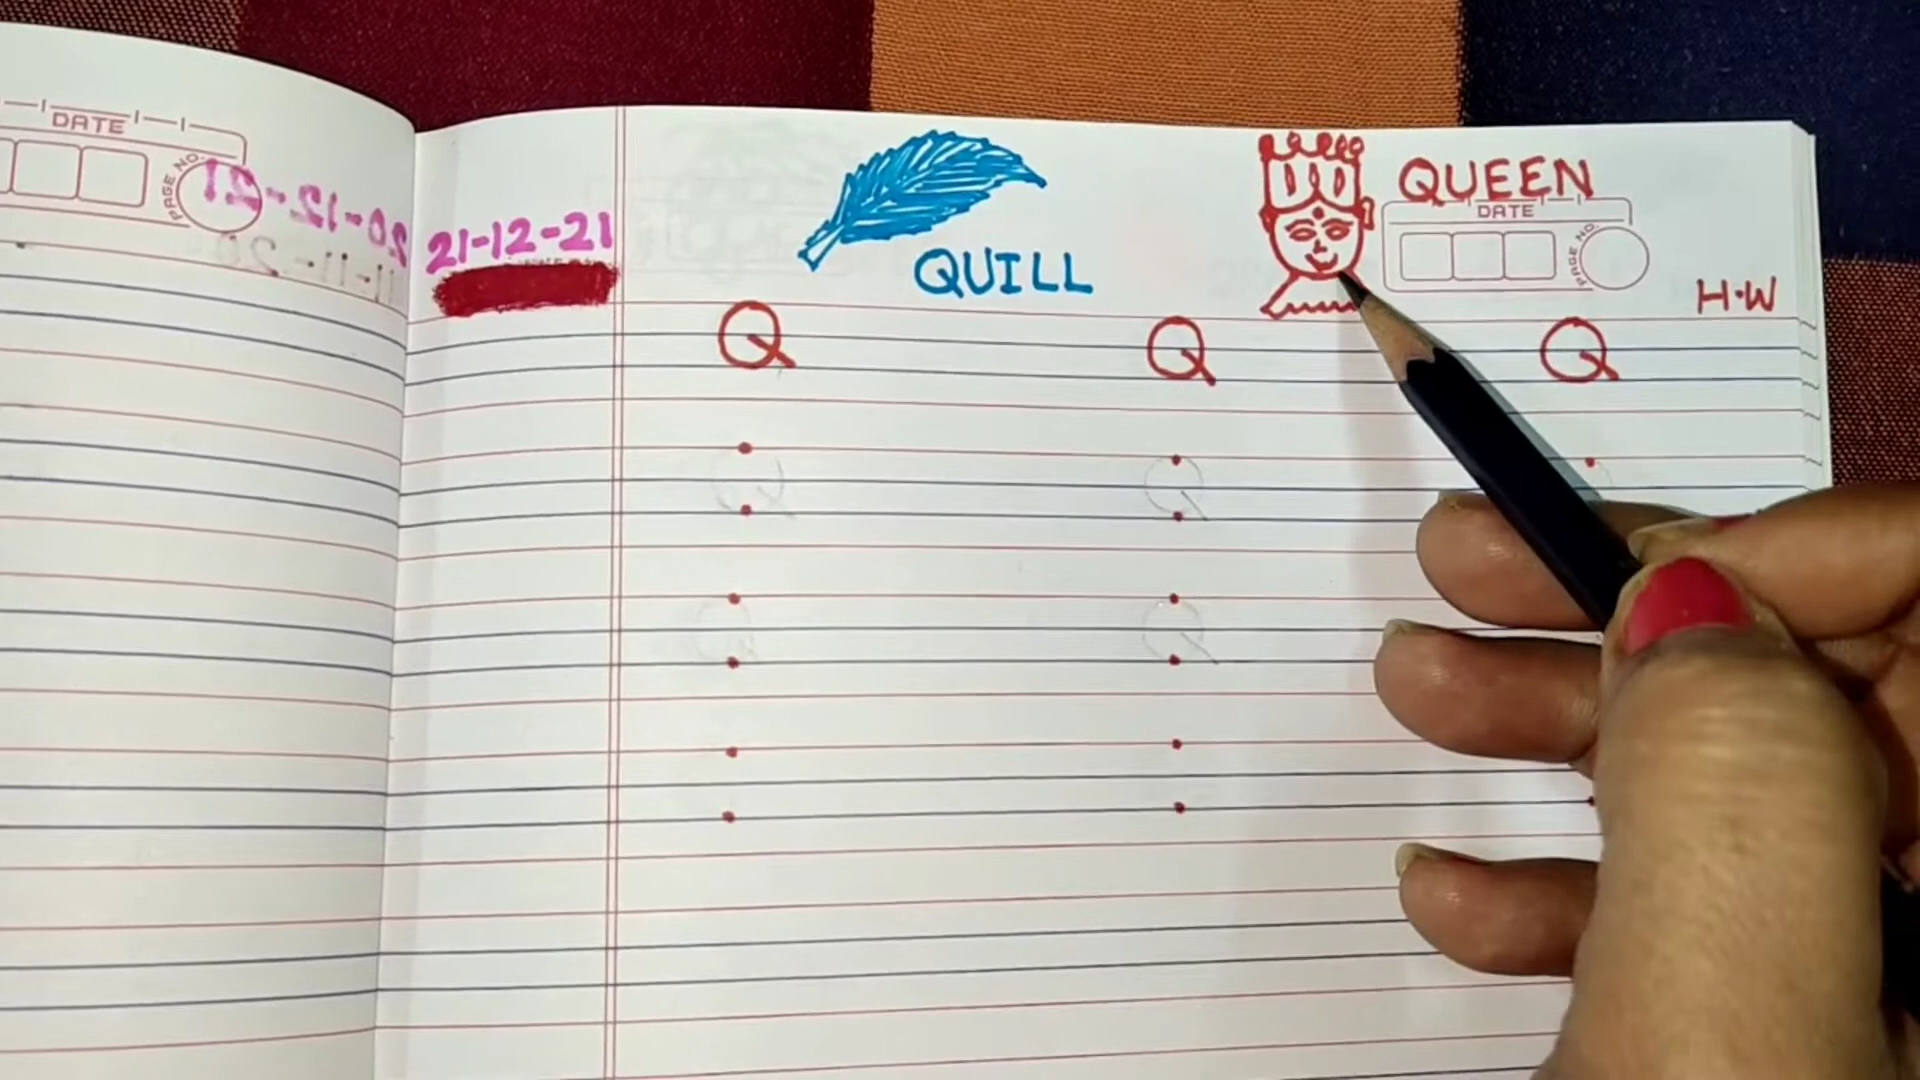 DATE
PAGE NO.
20-12-21
21-12-21
QUILL
QUEEN
DATE
PAGE NO.
H.W
Q Q Q
Q Q
Q Q